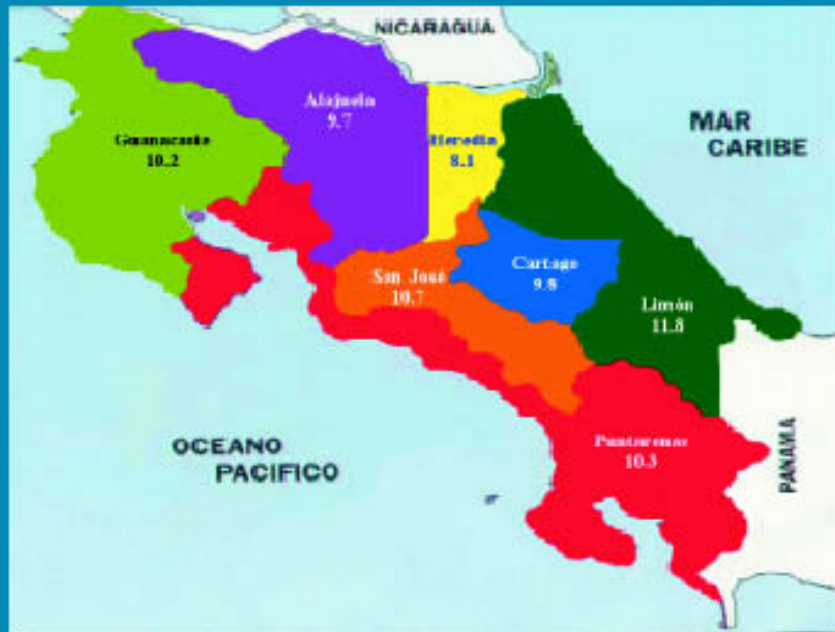 NICARAGUA
Alajuela
9.7
MAR
CARIBE
Guanacaste
10.2
Heredia
8.1
San José
10.7
Cartago
9.8
Limón
11.8
OCEANO
PACIFICO
Puntarenas
10.3
PANAMA